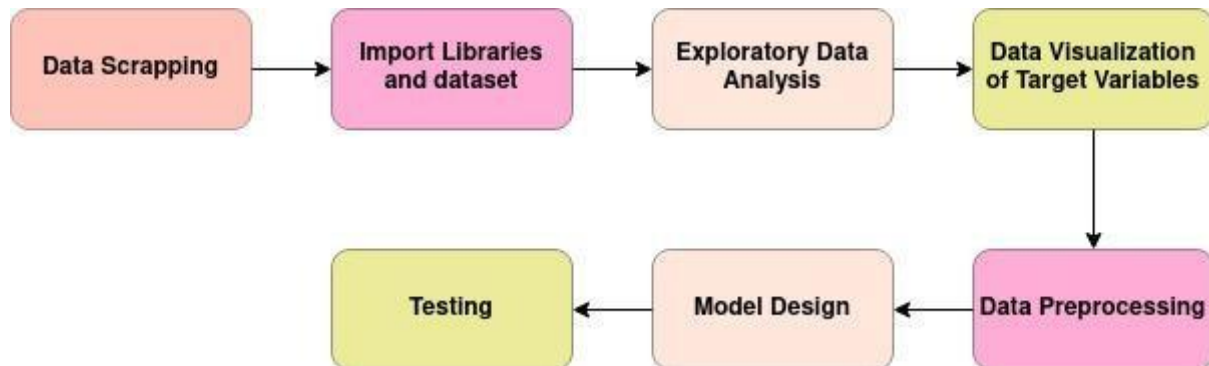 Data Scrapping
Import Libraries
and dataset
Exploratory Data
Analysis
Data Visualization
of Target Variables
Data Preprocessing
Model Design
Testing